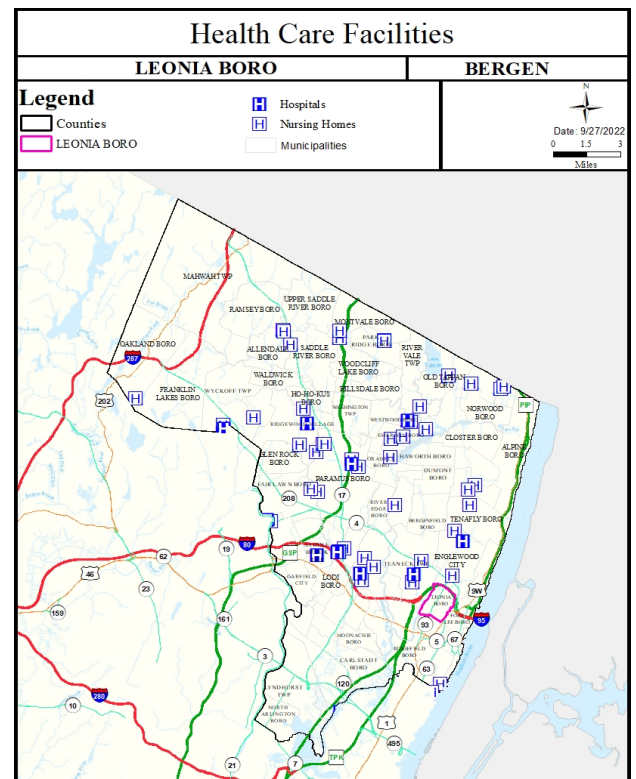 Health Care Facilities
LEONIA BORO
BERGEN
Legend
Counties
LEONIA BORO
Hospitals
Nursing Homes
Municipalities
N
Date: 9/27/2022
0 1.5 3
Miles
MAHWAH TWP
UPPER SADDLE
RIVER BORO
RAMSEY BORO
MONTVALE BORO
OAKLAND BORO
ALLENDALE
BORO
SADDLE
RIVER BORO
RIVER
VALE
TWP
287
WOODCLIFF
LAKE BORO
WALDWICK
BORO
FRANKLIN
LAKES BORO
WYCKOFF TWP
HO-HO-KUS
BORO
HILLSDALE BORO
202
WASHINGTON
TWP
NORWOOD
BORO
PIP
CLOSTER BORO
ALPINE
BORO
GLEN ROCK
BORO
HAWORTH BORO
DUMONT
BORO
PARAMUS BORO
FAIR LAWN BORO
208
17
RIVER
EDGE BORO
4
BERGENFIELD
BORO
TENAFLY BORO
80
19
62
GSP
ENGLEWOOD
CITY
46
LODI
BORO
GARFIELD
CITY
23
9W
LEONIA
BORO
159
161
95
93
5
67
MOONACHIE
BORO
3
CARLSTADT
BORO
63
280
120
10
LYNDHURST
TWP
NORTH
ARLINGTON
BORO
1
495
21
7
TPK